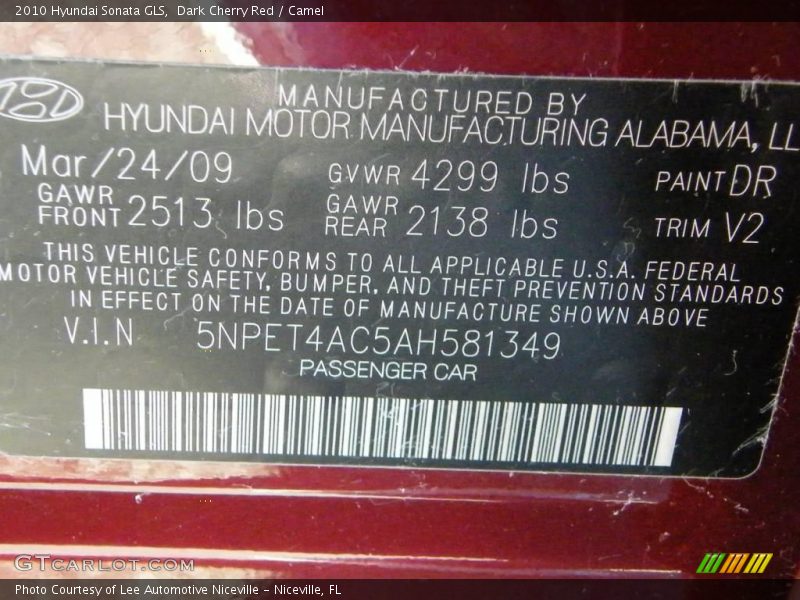 2010 Hyundai Sonata GLS,  Dark Cherry Red / Camel
MANUFACTURED BY
HYUNDAI MOTOR MANUFACTURING ALABAMA, LL
Mar/24/09 GVWR 4299 lbs PAINT DR
GAWR FRONT 2513 lbs GAWR REAR 2138 lbs TRIM V2
THIS VEHICLE CONFORMS TO ALL APPLICABLE U.S.A. FEDERAL
MOTOR VEHICLE SAFETY, BUMPER, AND THEFT PREVENTION STANDARDS
IN EFFECT ON THE DATE OF MANUFACTURE SHOWN ABOVE
V.I.N 5NPET4AC5AH581349
PASSENGER CAR
GTCARLOT.COM
Photo Courtesy of Lee Automotive Niceville - Niceville, FL